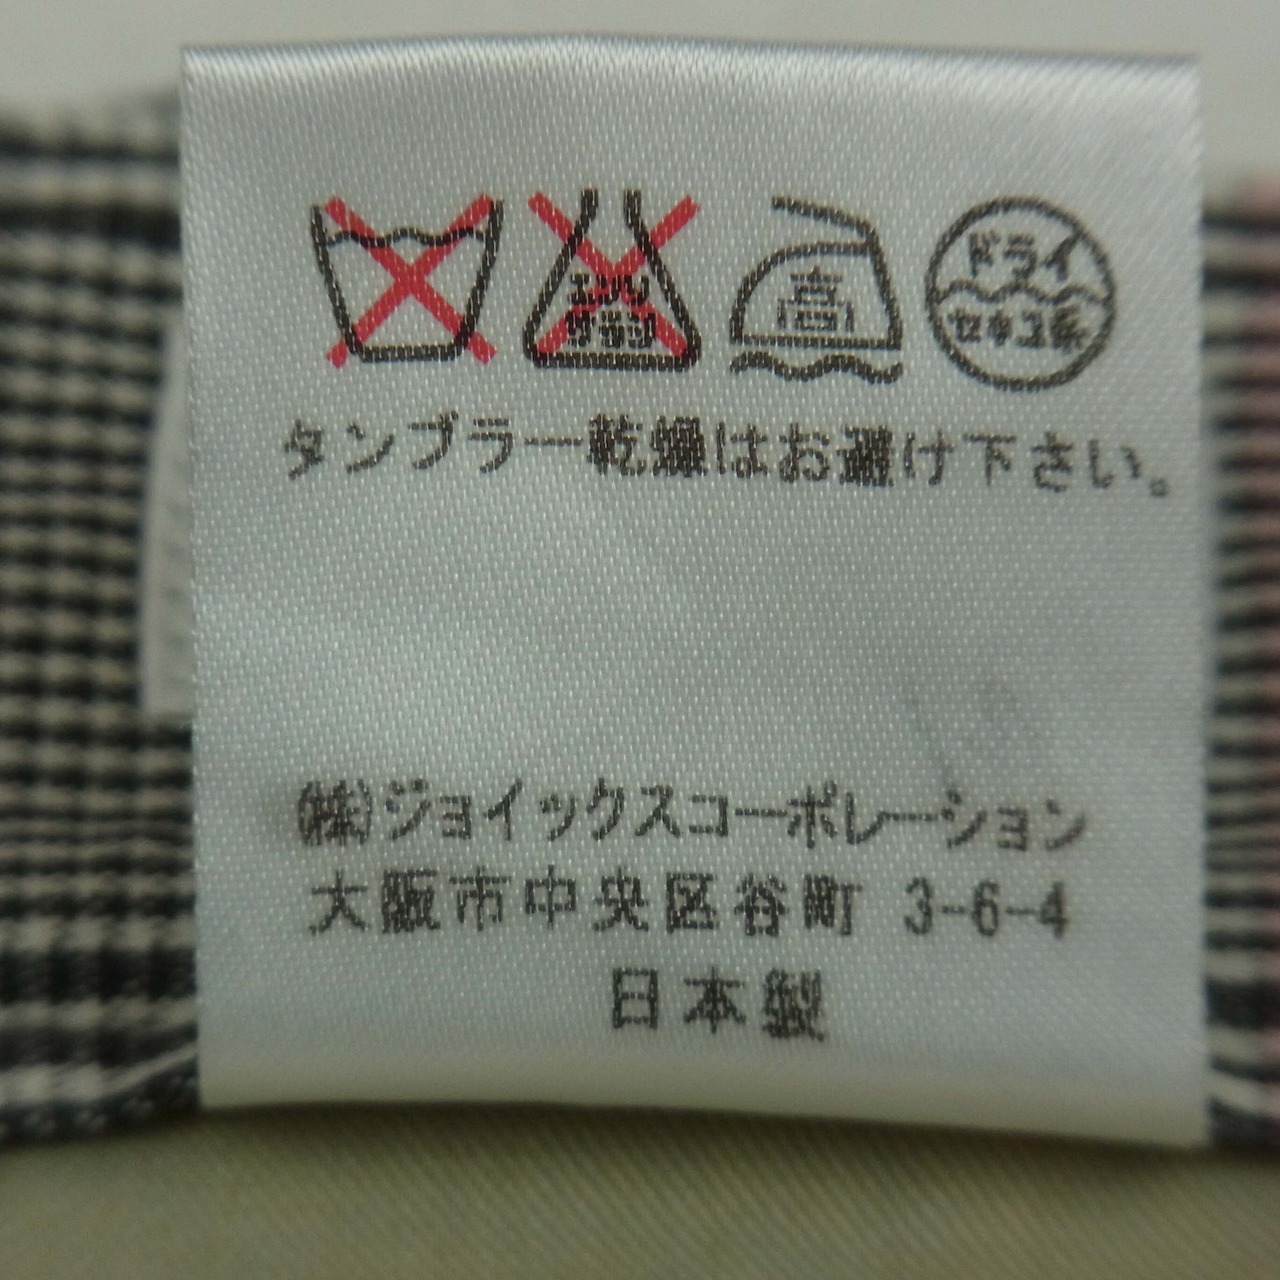 エンソ
サラシ
高
ドライ
セキユ系
タンブラー乾燥はお避け下さい。
(株)ジョイックスコーポレーション
大阪市中央区谷町 3-6-4
日本製